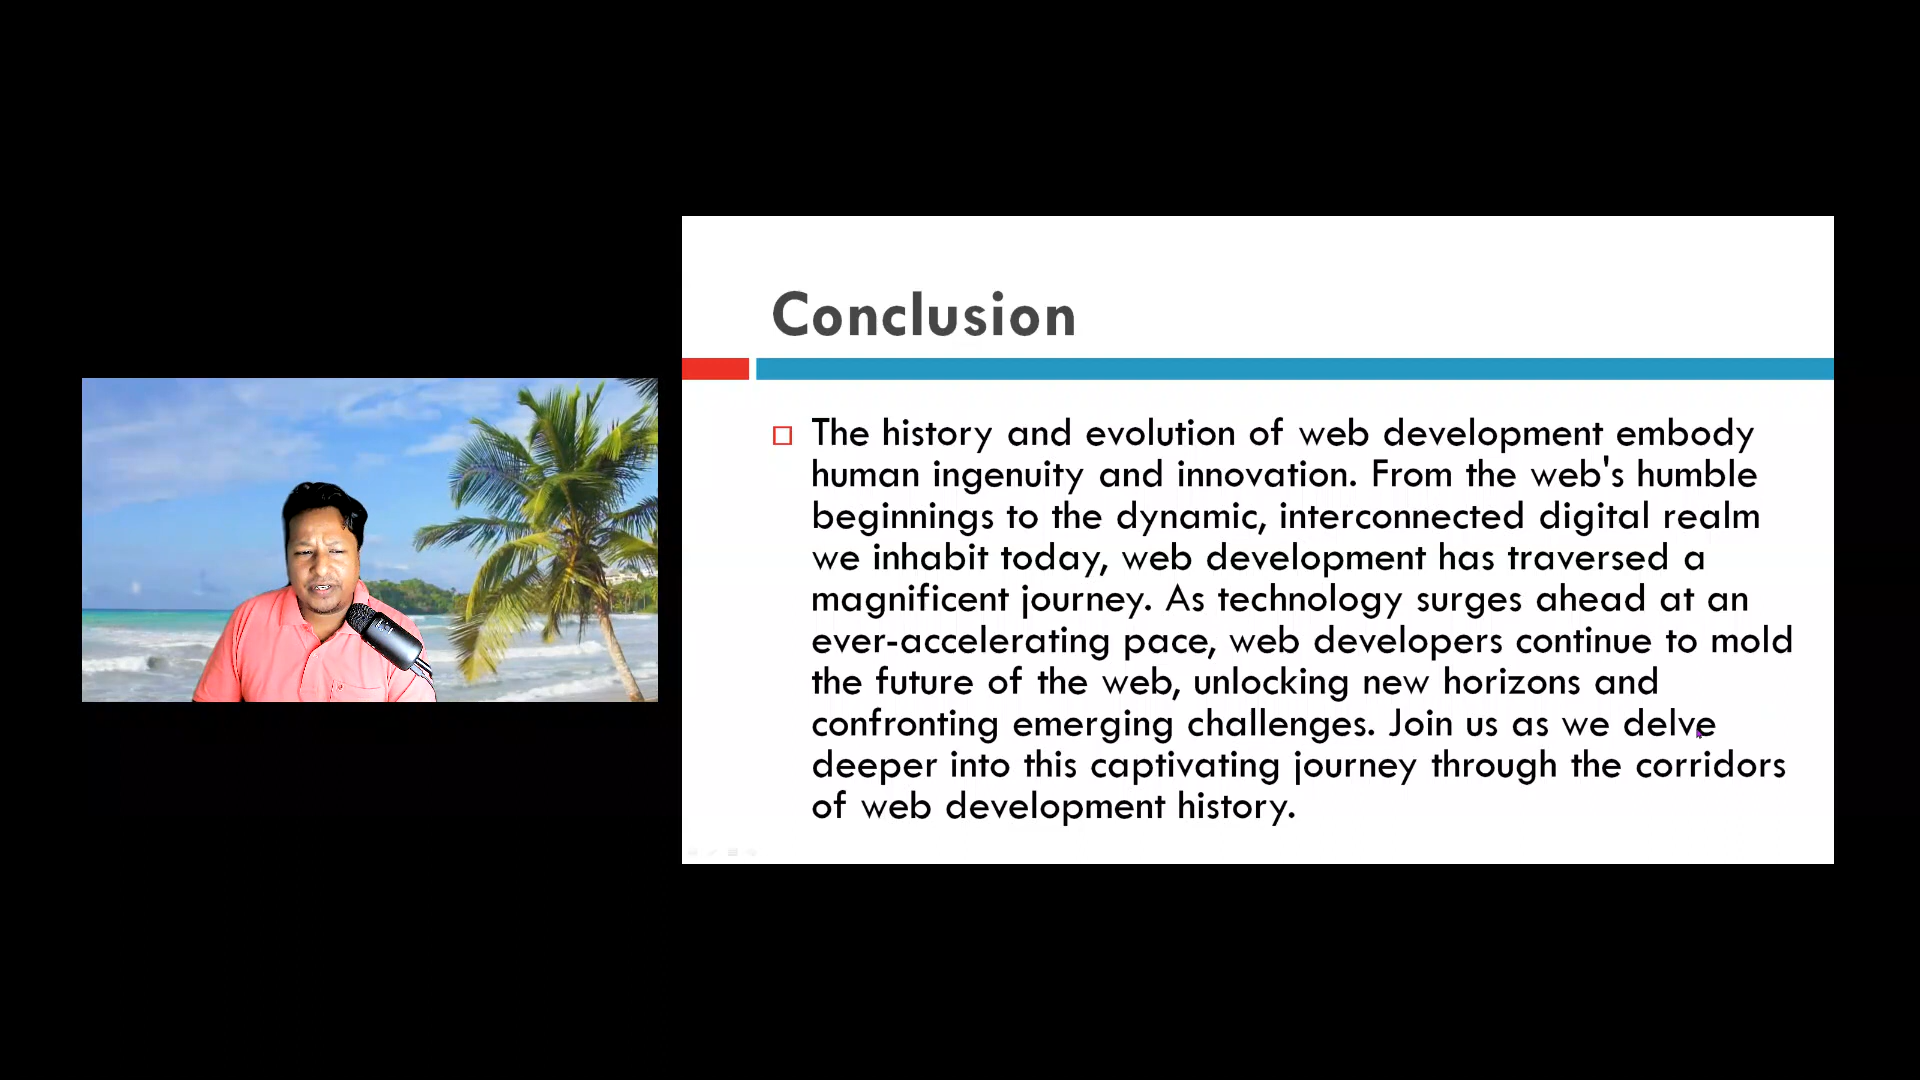 Conclusion
The history and evolution of web development embody
human ingenuity and innovation. From the web's humble
beginnings to the dynamic, interconnected digital realm
we inhabit today, web development has traversed a
magnificent journey. As technology surges ahead at an
ever-accelerating pace, web developers continue to mold
the future of the web, unlocking new horizons and
confronting emerging challenges. Join us as we delve
deeper into this captivating journey through the corridors
of web development history.